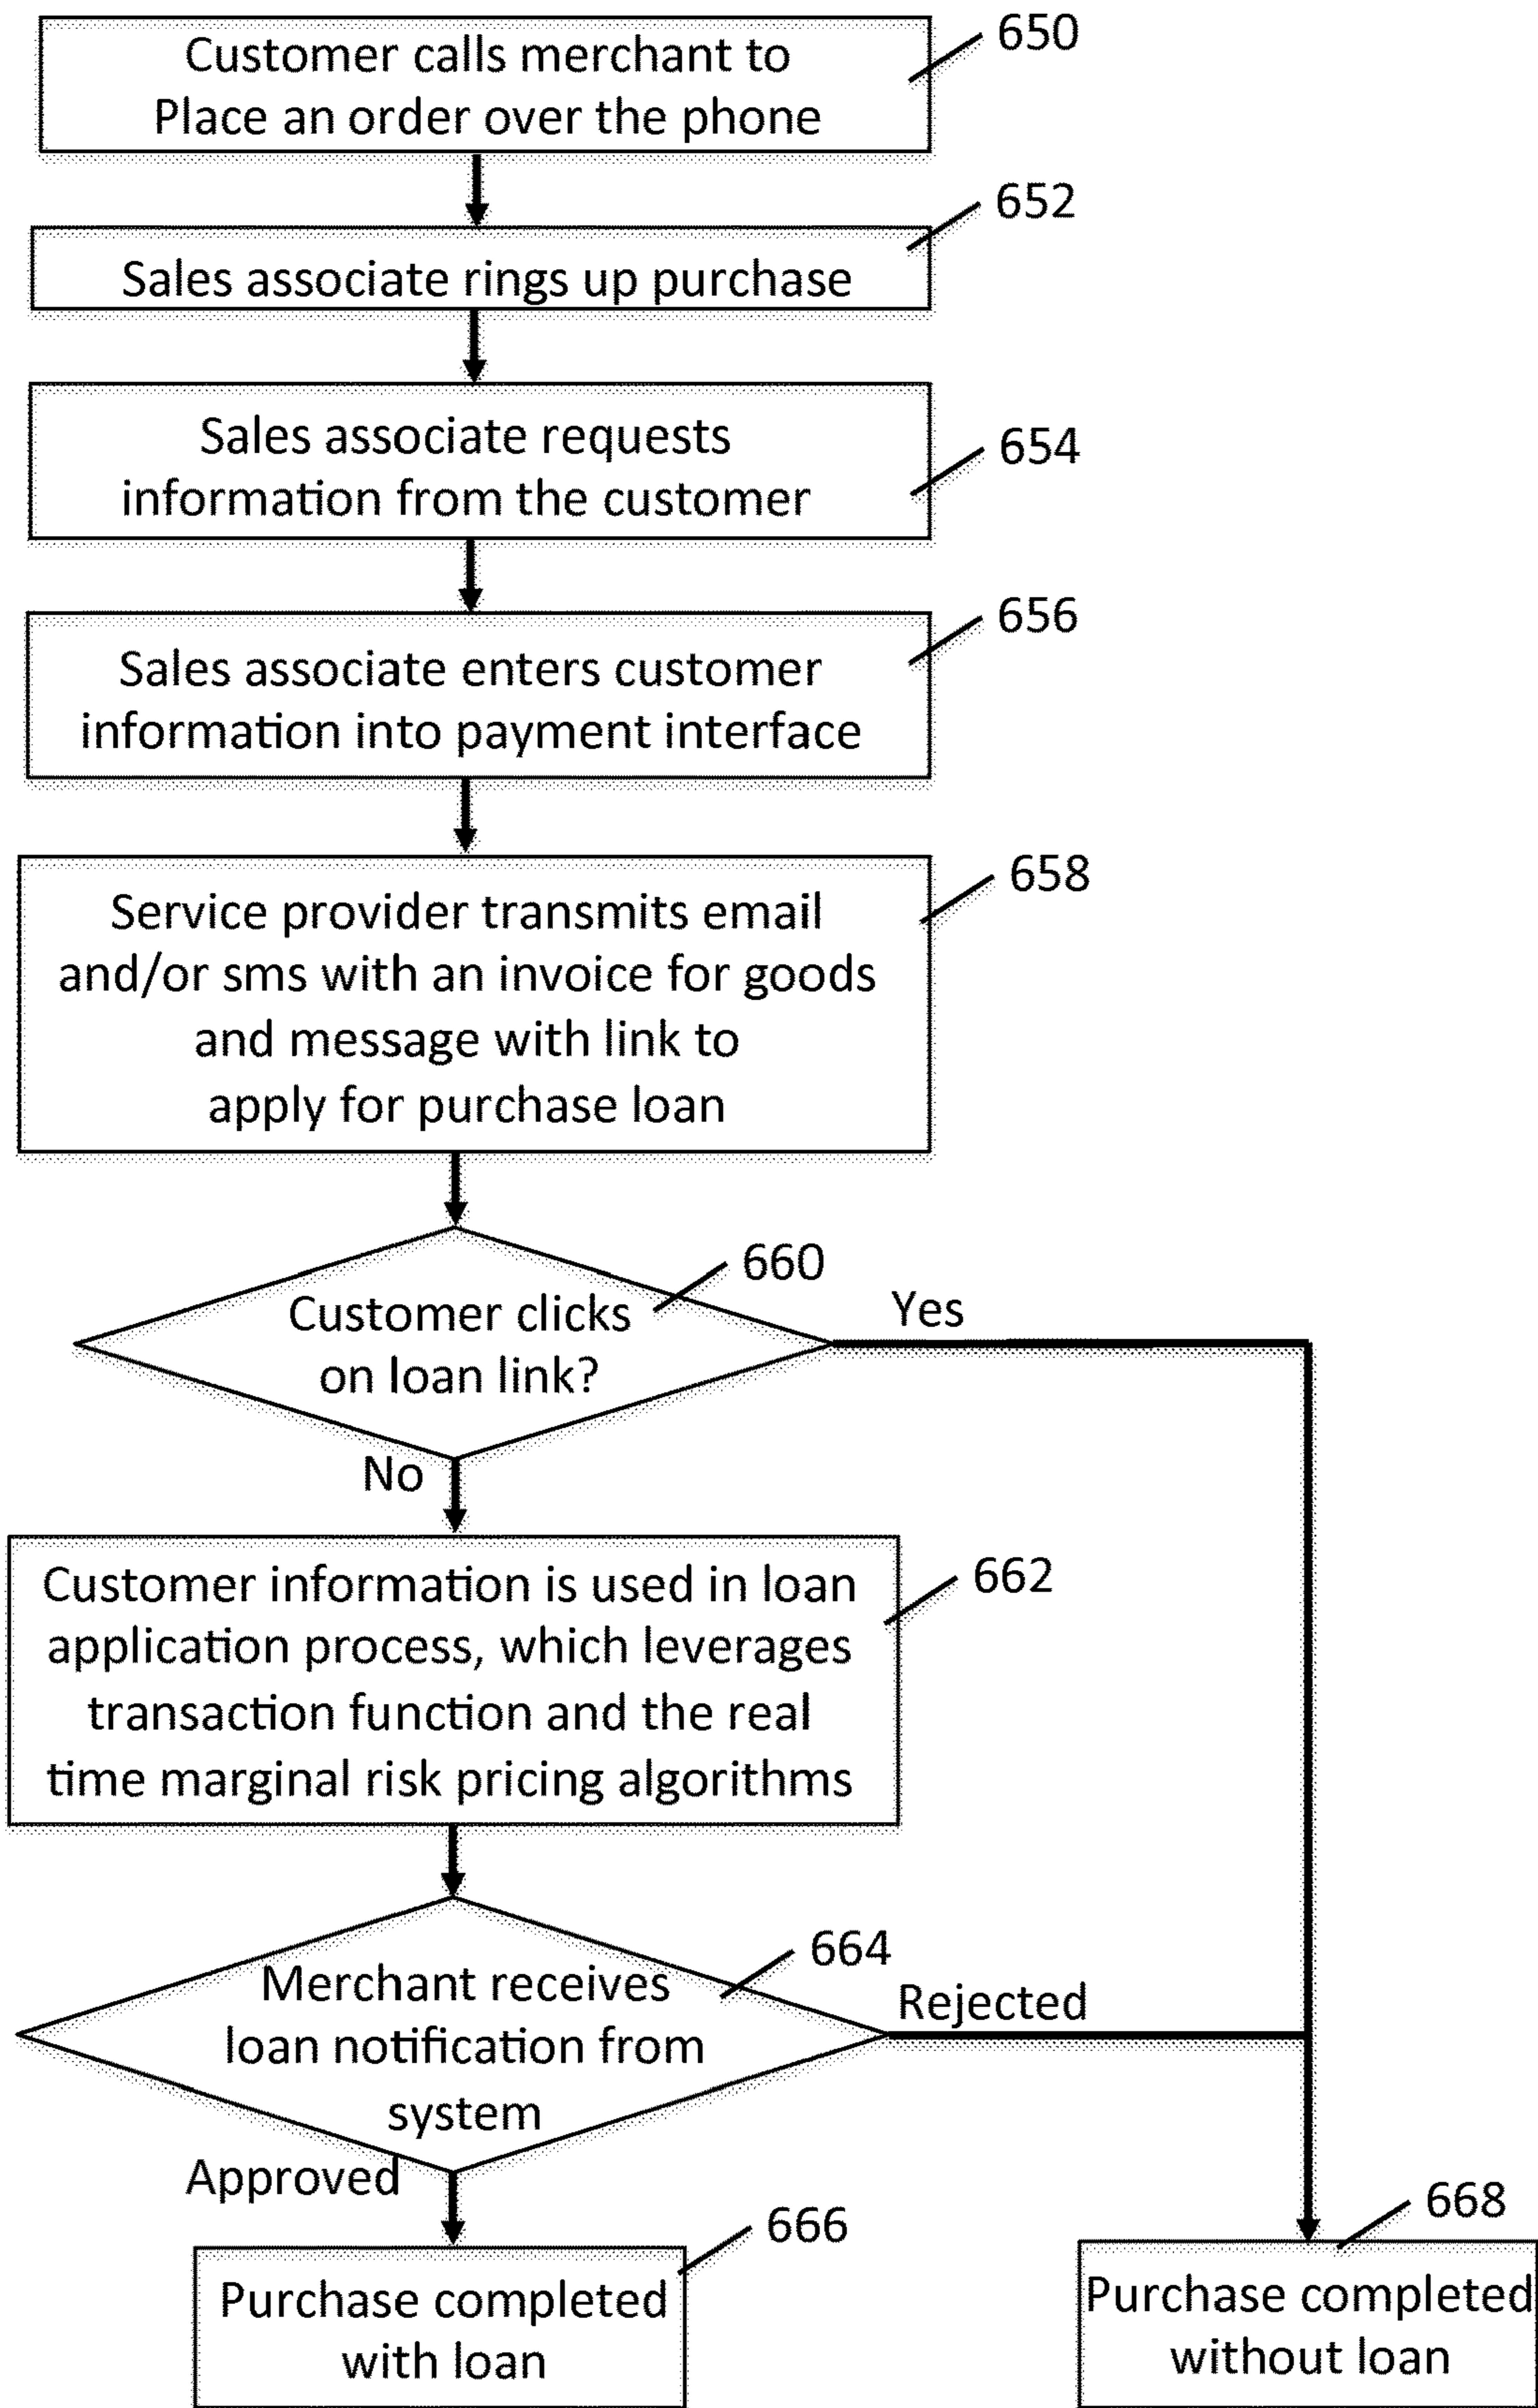 Customer calls merchant to
Place an order over the phone
650
652
Sales associate rings up purchase
Sales associate requests
information from the customer
654
656
Sales associate enters customer
information into payment interface
658
Service provider transmits email
and/or sms with an invoice for goods
and message with link to
apply for purchase loan
660
Customer clicks
on loan link?
Yes
No
662
Customer information is used in loan
application process, which leverages
transaction function and the real
time marginal risk pricing algorithms
664
Merchant receives
loan notification from
system
Rejected
Approved
666
Purchase completed
with loan
668
Purchase completed
without loan